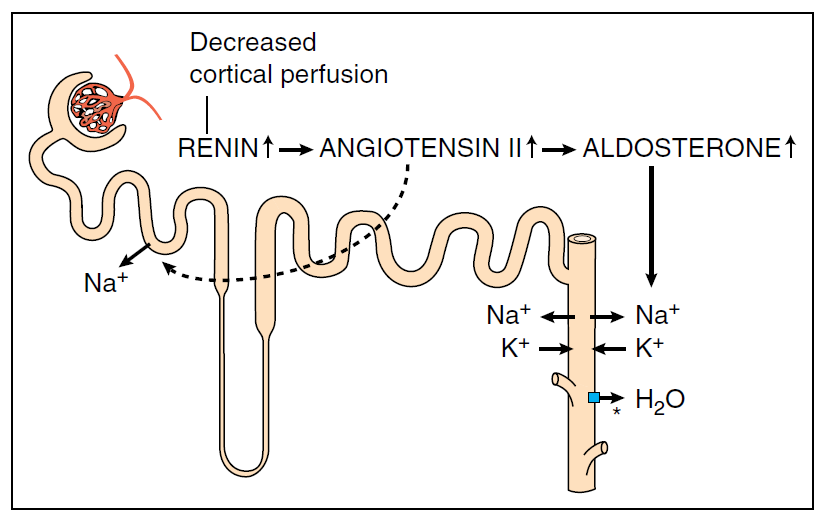 Decreased
cortical perfusion
RENIN↑ → ANGIOTENSIN II↑ → ALDOSTERONE↑
Na⁺
Na⁺ Na⁺
K⁺ K⁺
H₂O
*